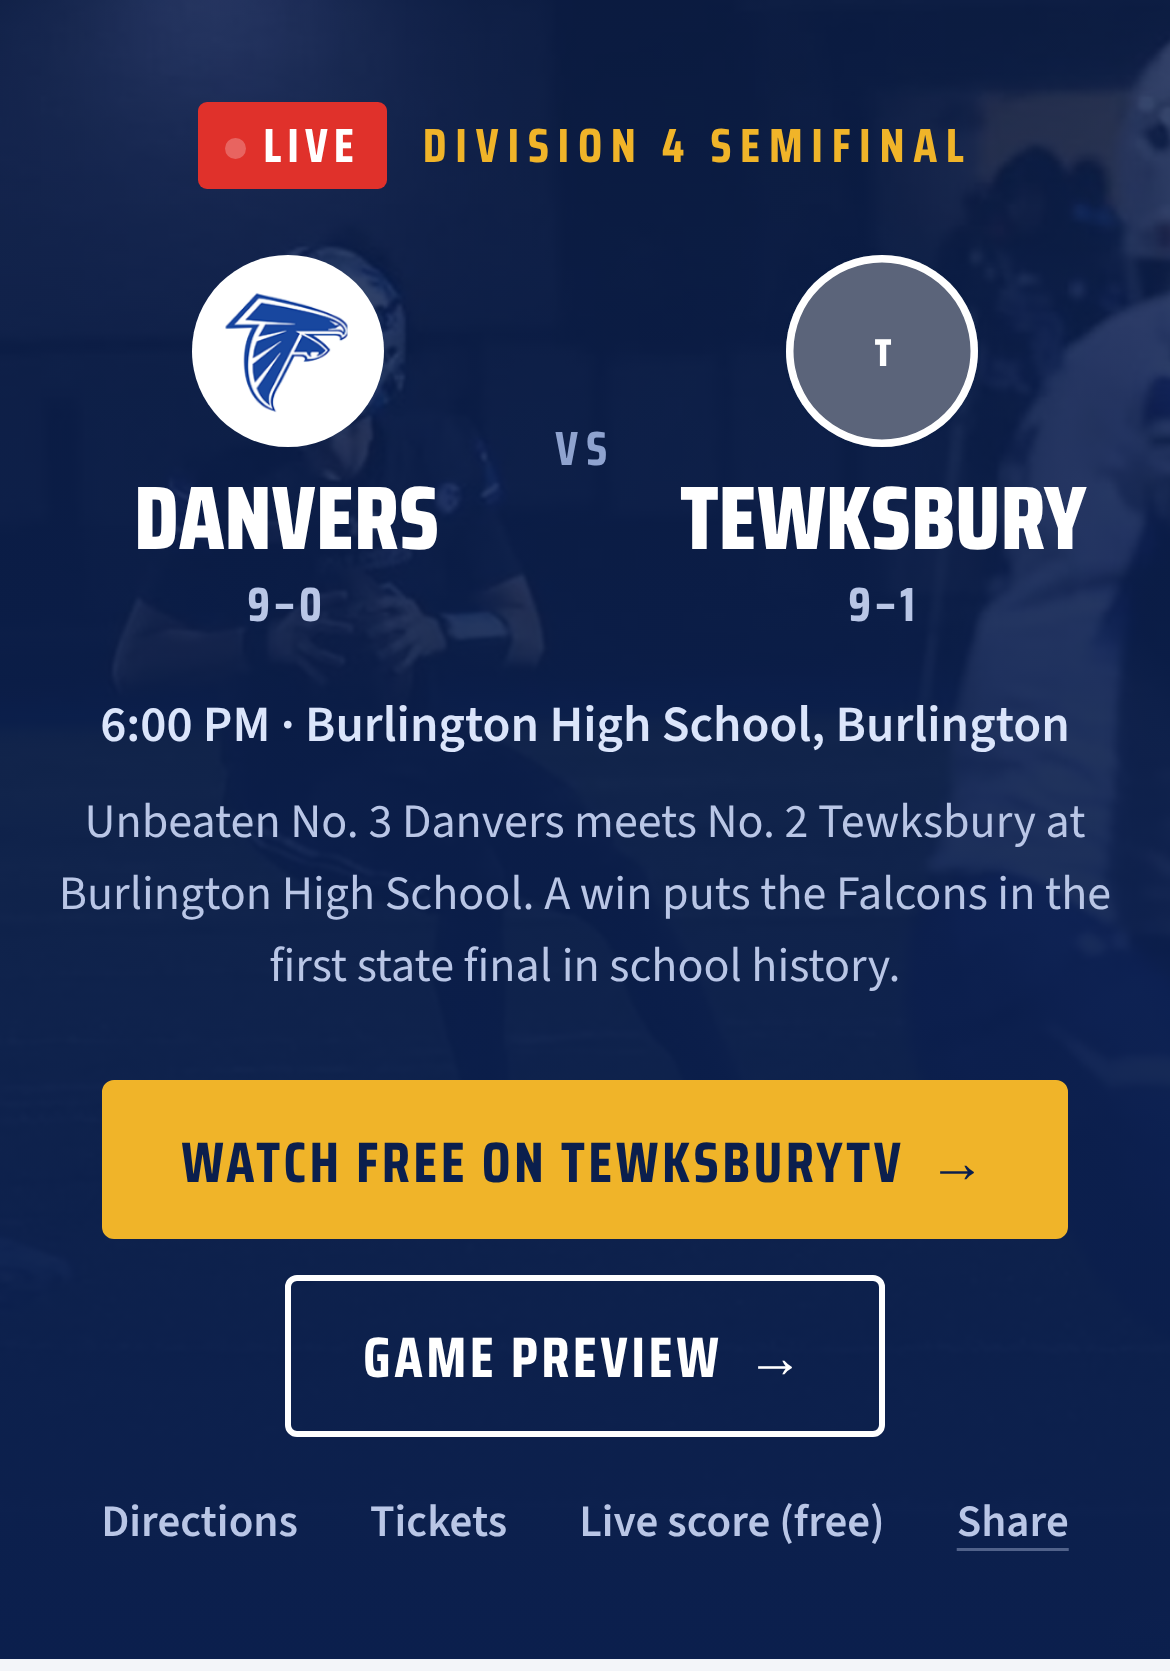 LIVE DIVISION 4 SEMIFINAL
T
VS
DANVERS TEWKSBURY
9–0 9–1
6:00 PM · Burlington High School, Burlington
Unbeaten No. 3 Danvers meets No. 2 Tewksbury at
Burlington High School. A win puts the Falcons in the
first state final in school history.
WATCH FREE ON TEWKSBURYTV →
GAME PREVIEW →
Directions Tickets Live score (free) Share